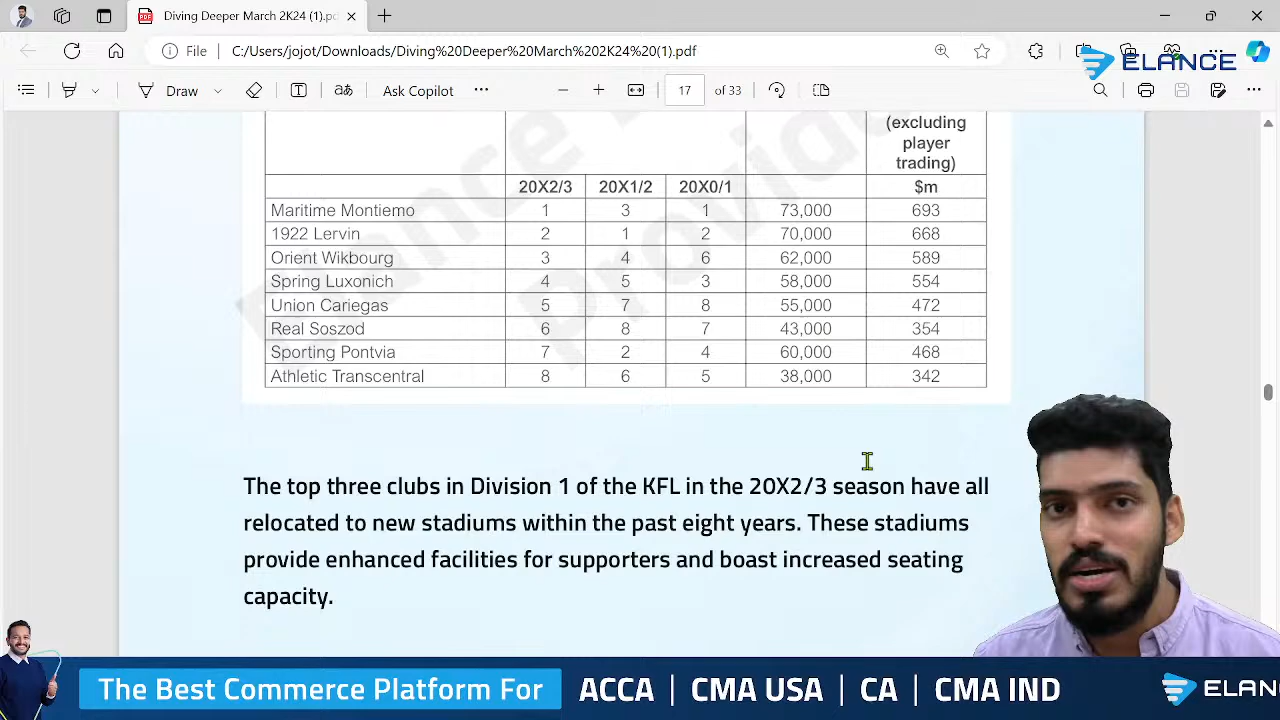 Diving Deeper March 2K24 (1).pd
File
C:/Users/jojot/Downloads/Diving%20Deeper%20March%202K24%20(1).pdf
ELANCE
Draw
Ask Copilot
17
of 33
(excluding
player
trading)
20X2/3 20X1/2 20X0/1 $m
Maritime Montiemo 1 3 1 73,000 693
1922 Lervin 2 1 2 70,000 668
Orient Wikbourg 3 4 6 62,000 589
Spring Luxonich 4 5 3 58,000 554
Union Cariegas 5 7 8 55,000 472
Real Soszod 6 8 7 43,000 354
Sporting Pontvia 7 2 4 60,000 468
Athletic Transcentral 8 6 5 38,000 342
The top three clubs in Division 1 of the KFL in the 20X2/3 season have all
relocated to new stadiums within the past eight years. These stadiums
provide enhanced facilities for supporters and boast increased seating
capacity.
The Best Commerce Platform For ACCA | CMA USA | CA | CMA IND
ELAN